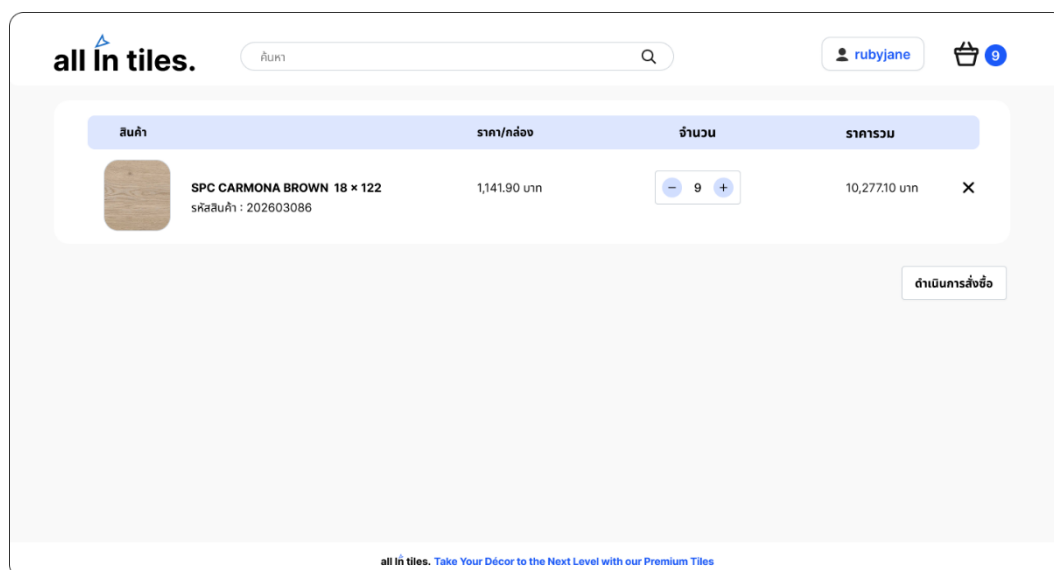 all in tiles.
ค้นหา
rubyjane
9
สินค้า ราคา/กล่อง จำนวน ราคารวม
SPC CARMONA BROWN 18 × 122 1,141.90 บาท − 9 + 10,277.10 บาท ×
รหัสสินค้า : 202603086
ดำเนินการสั่งซื้อ
all in tiles. Take Your Décor to the Next Level with our Premium Tiles